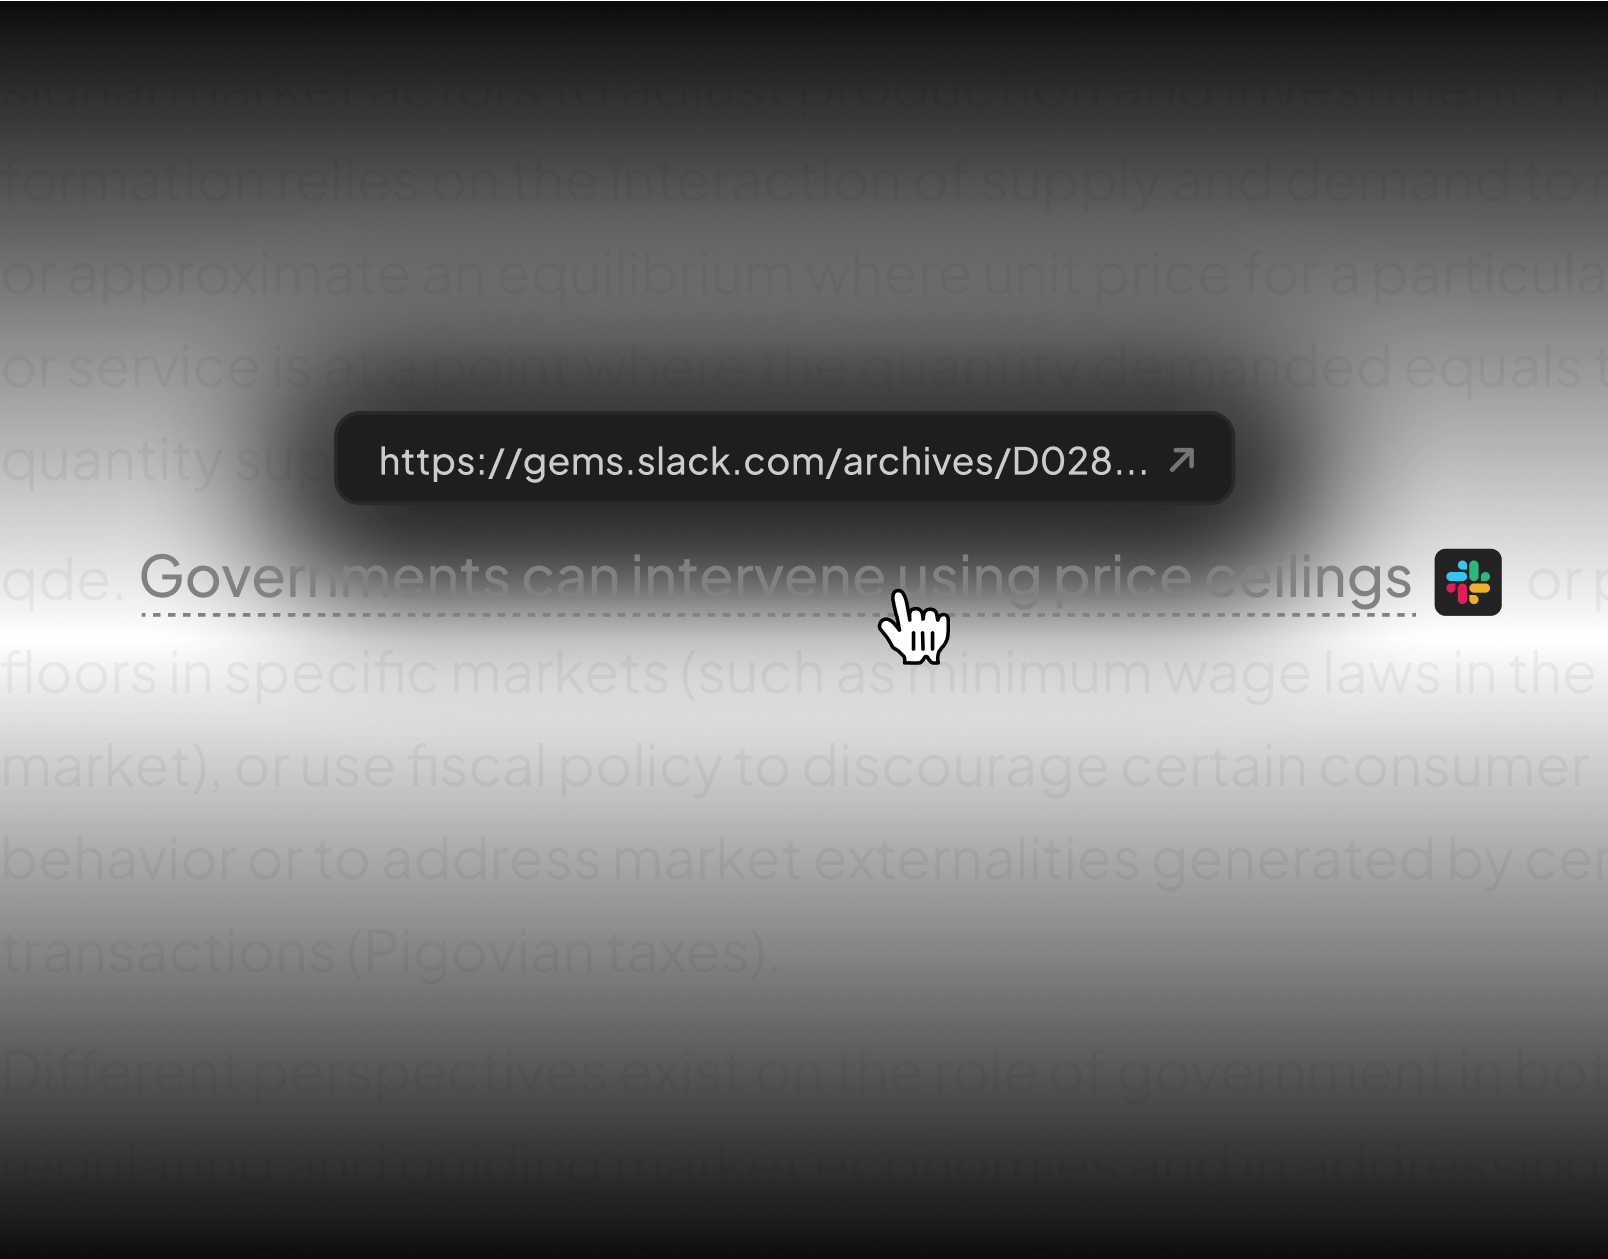 signal market actors to adjust production and investment. Pr
formation relies on the interaction of supply and demand to
or approximate an equilibrium where unit price for a particula
or service is at a point where the quantity demanded equals t
quantity sup
https://gems.slack.com/archives/D028...
qde. Governments can intervene using price ceilings or p
floors in specific markets (such as minimum wage laws in the
market), or use fiscal policy to discourage certain consumer
behavior or to address market externalities generated by cer
transactions (Pigovian taxes).
Different perspectives exist on the role of government in bot
regulating and guiding market economies and in addressing